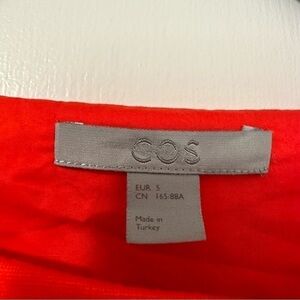 COS
EUR S
CN 165.88A
Made in
Turkey